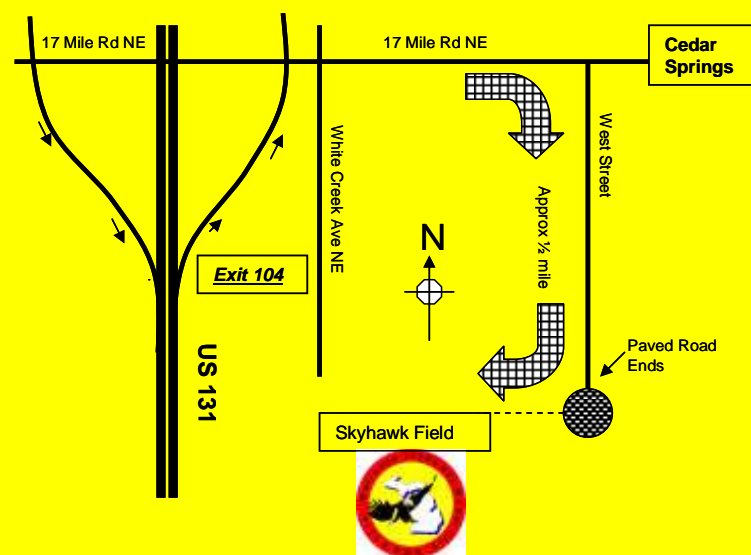 17 Mile Rd NE
17 Mile Rd NE
Cedar
Springs
White Creek Ave NE
West Street
Approx ½ mile
N
Exit 104
US 131
Paved Road
Ends
Skyhawk Field